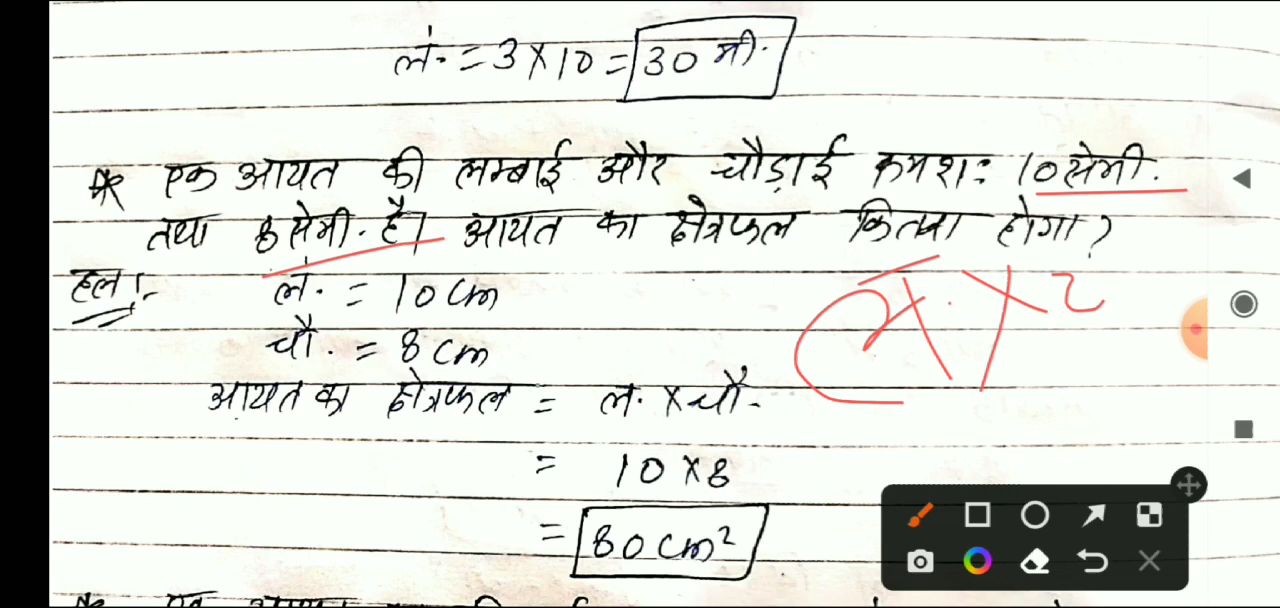 लं. = 3 × 10 = 30 मी.
* एक आयत की लम्बाई और चौड़ाई क्रमशः 10 सेमी.
तथा 8 सेमी. है। आयत का क्षेत्रफल कितना होगा?
हल :-
लं. = 10 cm
चौ. = 8 cm
आयत का क्षेत्रफल = ल. × चौ.
= 10 × 8
= 80 cm²
× 2